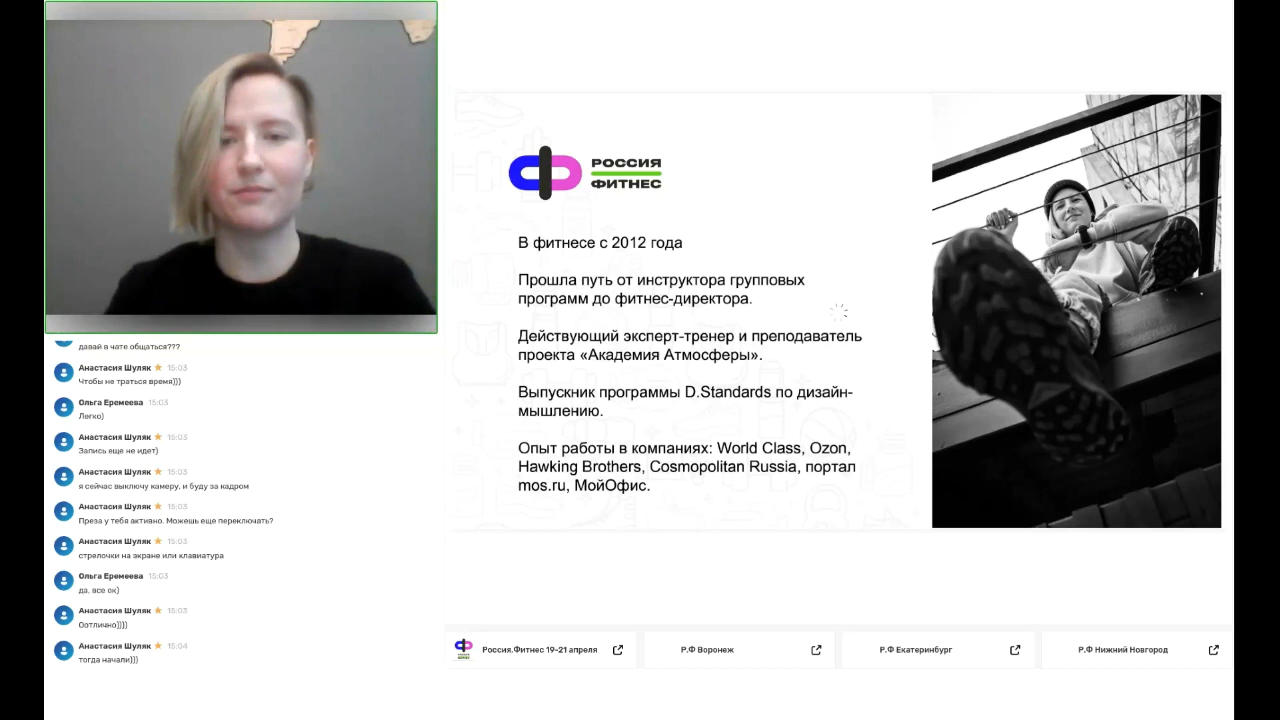 давай в чате общаться???
Анастасия Шуляк 15:03
Чтобы не траться время)))
Ольга Еремеева 15:03
Легко)
Анастасия Шуляк 15:03
Запись еще не идет)
Анастасия Шуляк 15:03
я сейчас выключу камеру, и буду за кадром
Анастасия Шуляк 15:03
Преза у тебя активно. Можешь еще переключать?
Анастасия Шуляк 15:03
стрелочки на экране или клавиатура
Ольга Еремеева 15:03
да, все ок)
Анастасия Шуляк 15:03
Оотлично))))
Анастасия Шуляк 15:04
тогда начали)))
РОССИЯ
ФИТНЕС
В фитнесе с 2012 года
Прошла путь от инструктора групповых
программ до фитнес-директора.
Действующий эксперт-тренер и преподаватель
проекта «Академия Атмосферы».
Выпускник программы D.Standards по дизайн-
мышлению.
Опыт работы в компаниях: World Class, Ozon,
Hawking Brothers, Cosmopolitan Russia, портал
mos.ru, МойОфис.
Россия.Фитнес 19-21 апреля
Р.Ф Воронеж
Р.Ф Екатеринбург
Р.Ф Нижний Новгород